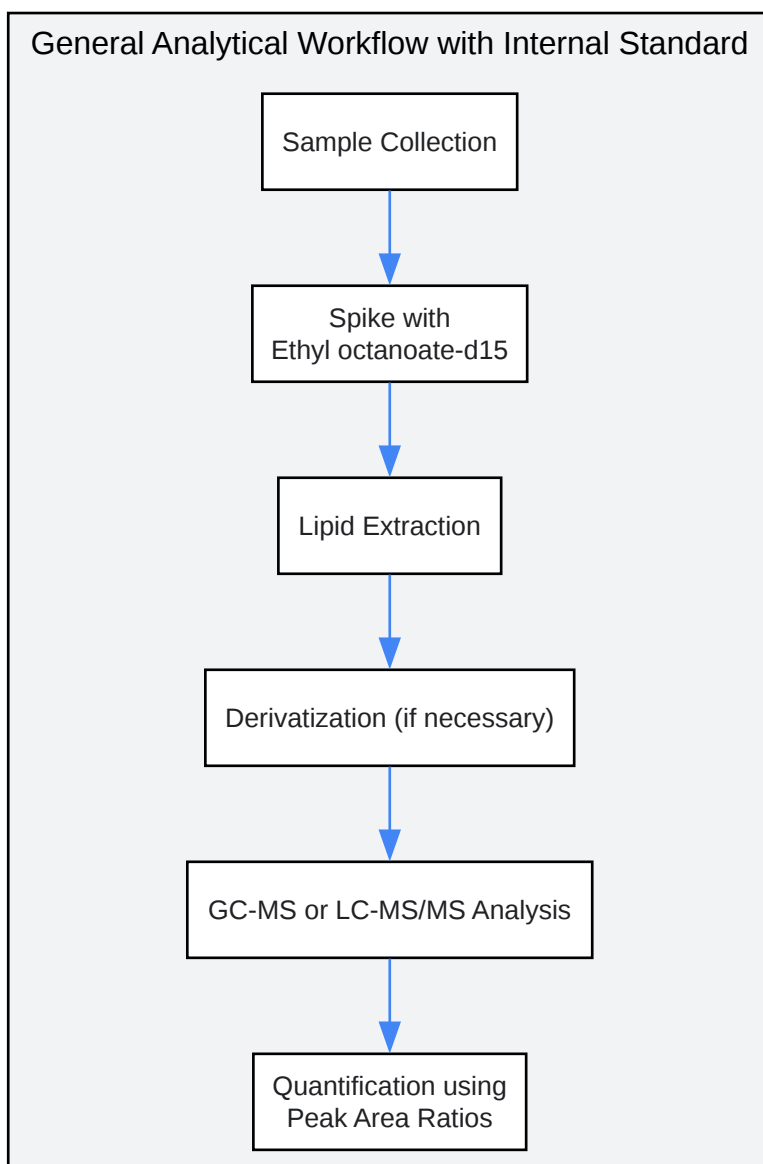 General Analytical Workflow with Internal Standard
Sample Collection
Spike with
Ethyl octanoate-d15
Lipid Extraction
Derivatization (if necessary)
GC-MS or LC-MS/MS Analysis
Quantification using
Peak Area Ratios